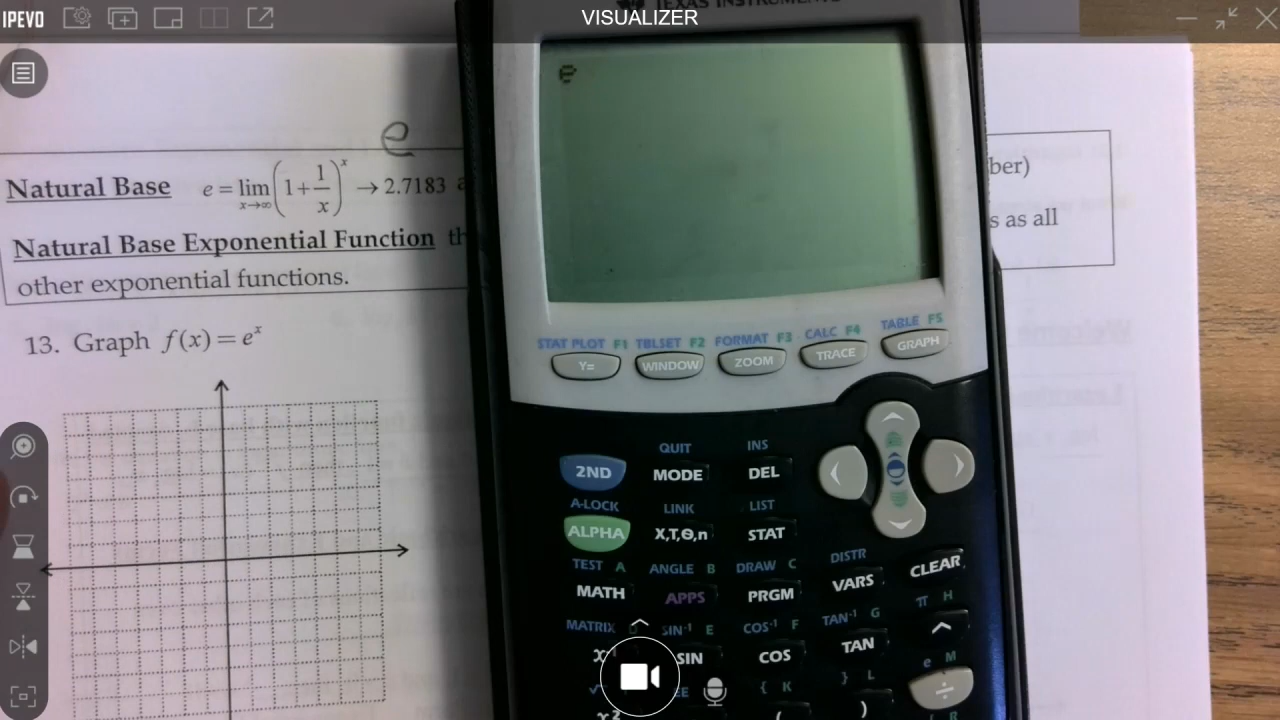 IPEVO
VISUALIZER
TEXAS INSTRUMENTS
e
e
Natural Base e = lim x→∞ (1 + 1/x)^x → 2.7183
ber)
Natural Base Exponential Function
s as all
other exponential functions.
13. Graph f(x) = e^x
STAT PLOT F1 TBLSET F2 FORMAT F3 CALC F4 TABLE F5
Y= WINDOW ZOOM TRACE GRAPH
QUIT INS
2ND MODE DEL
A-LOCK LINK LIST
ALPHA X,T,Θ,n STAT
TEST A ANGLE B DRAW C DISTR
MATH APPS PRGM VARS CLEAR
MATRIX SIN⁻¹ E COS⁻¹ F TAN⁻¹ G π H
SIN COS TAN ^
EE { K } L e M
x² ( ) ÷